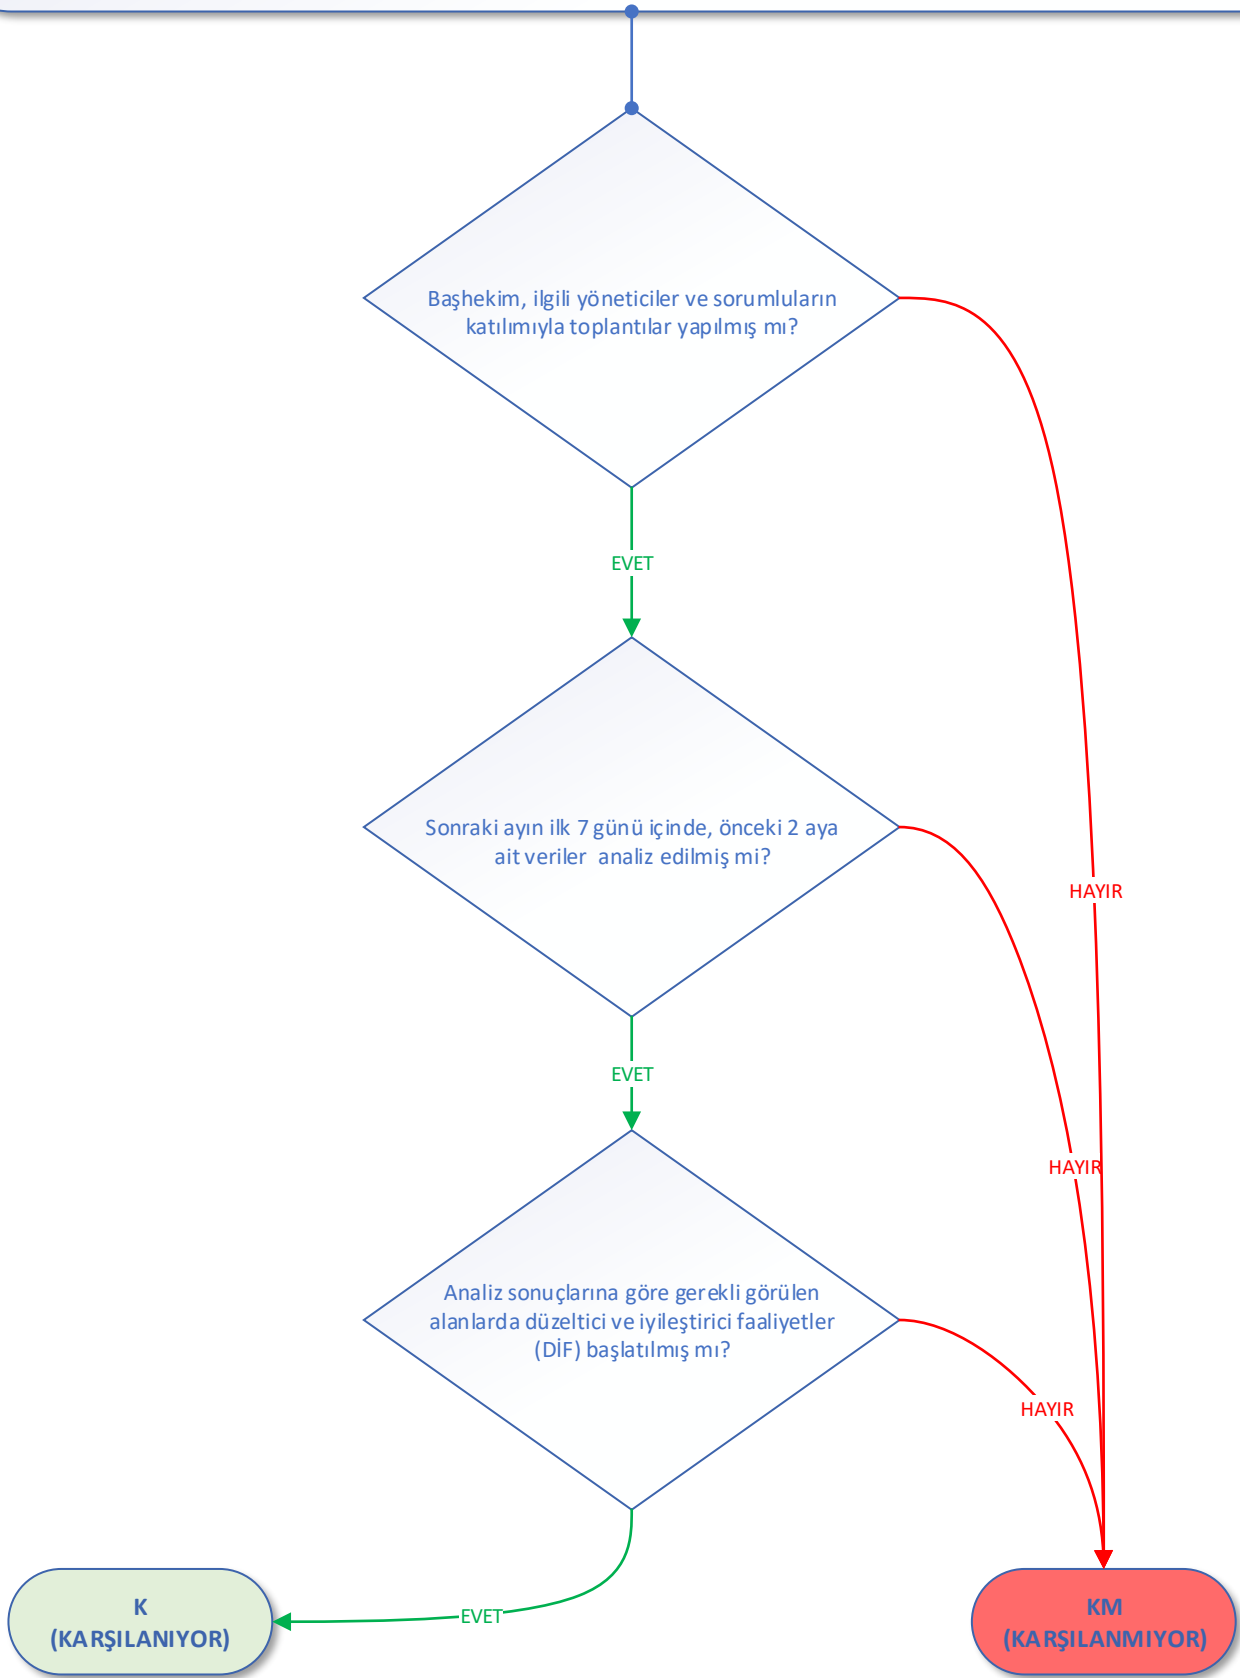 Başhekim, ilgili yöneticiler ve sorumluların
katılımıyla toplantılar yapılmış mı?
EVET
Sonraki ayın ilk 7 günü içinde, önceki 2 aya
ait veriler analiz edilmiş mi?
HAYIR
EVET
HAYIR
Analiz sonuçlarına göre gerekli görülen
alanlarda düzeltici ve iyileştirici faaliyetler
(DİF) başlatılmış mı?
HAYIR
EVET
K
(KARŞILANIYOR)
KM
(KARŞILANMIYOR)